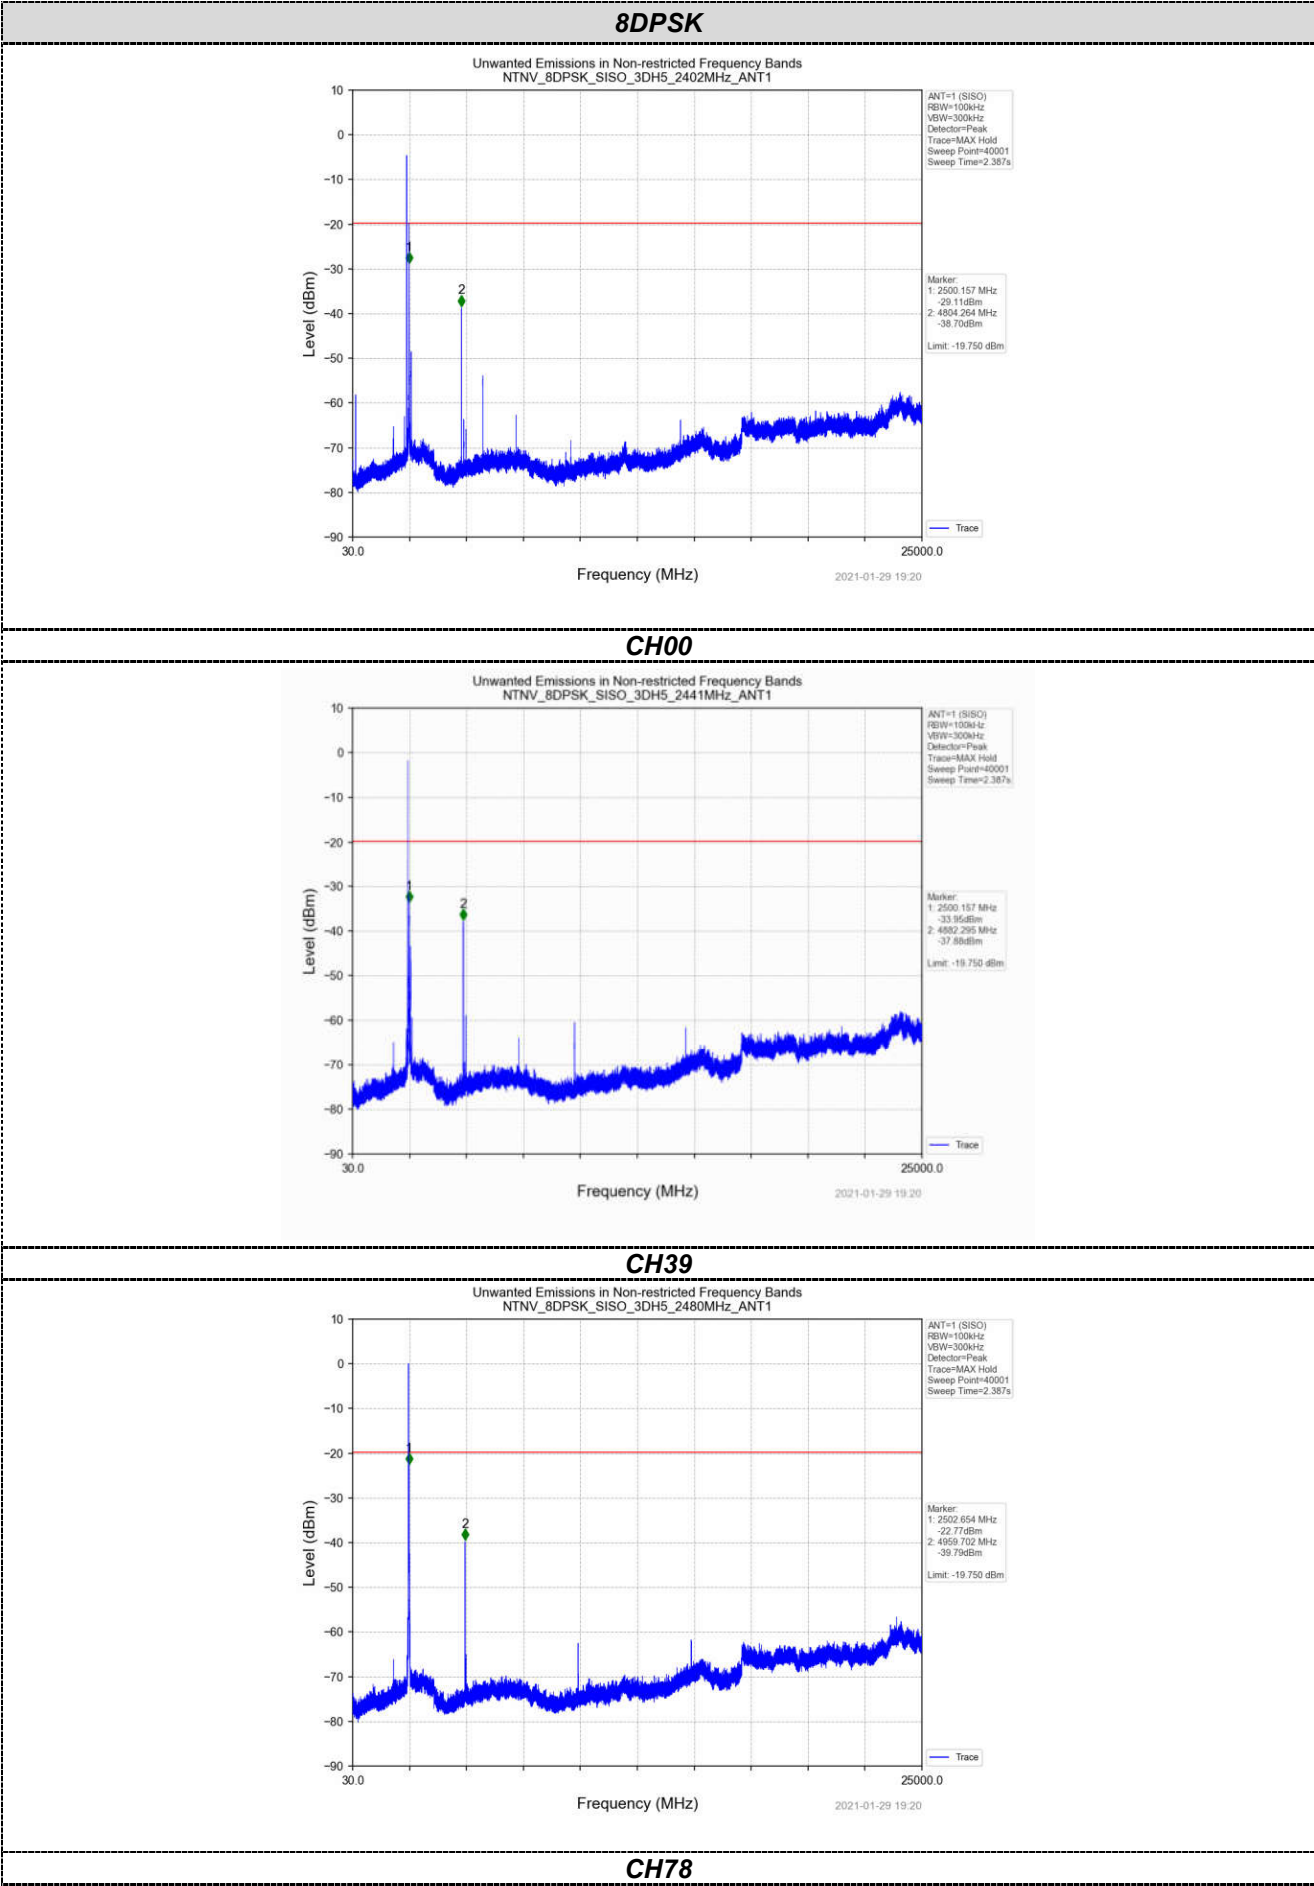 8DPSK
Unwanted Emissions in Non-restricted Frequency Bands
NTNV_8DPSK_SISO_3DH5_2402MHz_ANT1
ANT=1 (SISO)
RBW=100kHz
VBW=300kHz
Detector=Peak
Trace=MAX Hold
Sweep Point=40001
Sweep Time=2.387s
10
0
−10
−20
−30
−40
−50
−60
−70
−80
−90
Level (dBm)
1
2
Marker:
1: 2500.157 MHz
-29.11dBm
2: 4804.264 MHz
-38.70dBm
Limit: -19.750 dBm
Trace
30.0
25000.0
Frequency (MHz)
2021-01-29 19:20
CH00
Unwanted Emissions in Non-restricted Frequency Bands
NTNV_8DPSK_SISO_3DH5_2441MHz_ANT1
ANT=1 (SISO)
RBW=100kHz
VBW=300kHz
Detector=Peak
Trace=MAX Hold
Sweep Point=40001
Sweep Time=2.387s
10
0
−10
−20
−30
−40
−50
−60
−70
−80
−90
Level (dBm)
1
2
Marker:
1: 2500.157 MHz
-33.95dBm
2: 4882.295 MHz
-37.88dBm
Limit: -19.750 dBm
Trace
30.0
25000.0
Frequency (MHz)
2021-01-29 19:20
CH39
Unwanted Emissions in Non-restricted Frequency Bands
NTNV_8DPSK_SISO_3DH5_2480MHz_ANT1
ANT=1 (SISO)
RBW=100kHz
VBW=300kHz
Detector=Peak
Trace=MAX Hold
Sweep Point=40001
Sweep Time=2.387s
10
0
−10
−20
−30
−40
−50
−60
−70
−80
−90
Level (dBm)
1
2
Marker:
1: 2502.654 MHz
-22.77dBm
2: 4959.702 MHz
-39.79dBm
Limit: -19.750 dBm
Trace
30.0
25000.0
Frequency (MHz)
2021-01-29 19:20
CH78